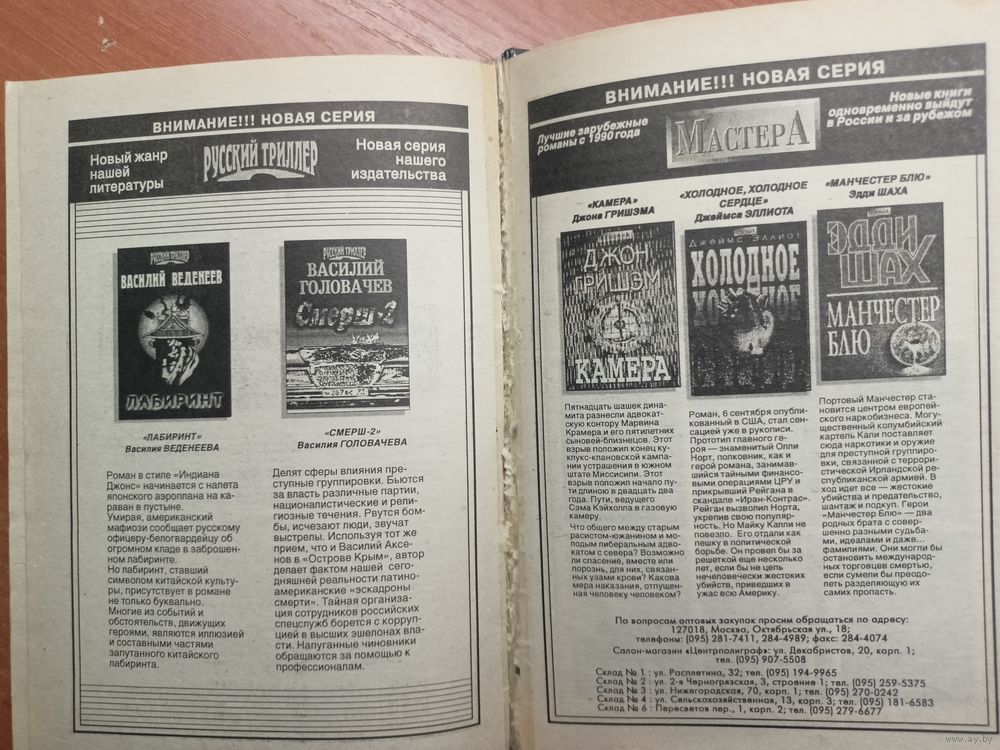 ВНИМАНИЕ!!! НОВАЯ СЕРИЯ
Новый жанр
нашей
литературы
РУССКИЙ ТРИЛЛЕР
Новая серия
нашего
издательства
РУССКИЙ ТРИЛЛЕР
ВАСИЛИЙ ВЕДЕНЕЕВ
ЛАБИРИНТ
РУССКИЙ ТРИЛЛЕР
ВАСИЛИЙ
ГОЛОВАЧЕВ
Смерш-2
«ЛАБИРИНТ»
Василия ВЕДЕНЕЕВА
«СМЕРШ-2»
Василия ГОЛОВАЧЕВА
Роман в стиле «Индиана
Джонс» начинается с налета
японского аэроплана на ка-
раван в пустыне.
Умирая, американский
мафиози сообщает русскому
офицеру-белогвардейцу об
огромном кладе в заброшен-
ном лабиринте.
Но лабиринт, ставший
символом китайской культу-
ры, присутствует в романе
не только буквально.
Многие из событий и
обстоятельств, движущих
героями, являются иллюзией
и составными частями
запутанного китайского
лабиринта.
Делят сферы влияния пре-
ступные группировки. Бьются
за власть различные партии,
националистические и рели-
гиозные течения. Рвутся бом-
бы, исчезают люди, звучат
выстрелы. Используя тот же
прием, что и Василий Аксе-
нов в «Острове Крым», автор
делает фактом нашей сего-
дняшней реальности латино-
американские «эскадроны
смерти». Тайная организа-
ция сотрудников российских
спецслужб борется с корруп-
цией в высших эшелонах вла-
сти. Напуганные чиновники
обращаются за помощью к
профессионалам.
ВНИМАНИЕ!!! НОВАЯ СЕРИЯ
Лучшие зарубежные
романы с 1990 года
МАСТЕРА
Новые книги
одновременно выйдут
в России и за рубежом
«КАМЕРА»
Джона ГРИШЭМА
«ХОЛОДНОЕ, ХОЛОДНОЕ
СЕРДЦЕ»
Джеймса ЭЛЛИОТА
«МАНЧЕСТЕР БЛЮ»
Эдди ШАХА
ДЖОН
ГРИШЭМ
КАМЕРА
Джеймс Эллиот
ХОЛОДНОЕ
ХОЛОДНОЕ
ЭДДИ
ШАХ
МАНЧЕСТЕР
БЛЮ
Пятнадцать шашек дина-
мита разнесли адвокат-
скую контору Марвина
Крамера и его пятилетних
сыновей-близнецов. Этот
взрыв положил конец ку-
клукс-клановской кампа-
нии устрашения в южном
штате Миссисипи. Этот
взрыв положил начало пу-
ти длиною в двадцать два
года. Пути, ведущего
Сэма Кэйхолла в газовую
камеру.
Что общего между старым
расистом-южанином и мо-
лодым либеральным адво-
катом с севера? Возможно
ли спасение, вместе или
порознь, для них, связан-
ных узами крови? Какова
мера наказания, отпущен-
ная человеку человеком?
Роман, 6 сентября опубли-
кованный в США, стал сен-
сацией уже в рукописи.
Прототип главного ге-
роя — знаменитый Олли
Норт, полковник, как и
герой романа, занимав-
шийся тайными финансо-
выми операциями ЦРУ и
прикрывший Рейгана в
скандале «Иран-Контрас».
Рейган вызволил Норта,
укрепив свою популяр-
ность. Но Майку Калли не
повезло. Его отдали как
пешку в политической
борьбе. Он провел бы за
решеткой еще несколько
лет, если бы не цепь
нечеловечески жестоких
убийств, приведших в
ужас всю Америку.
Портовый Манчестер ста-
новится центром европей-
ского наркобизнеса. Могу-
щественный колумбийский
картель Кали поставляет
сюда наркотики и оружие
для преступной группиров-
ки, связанной с террорис-
тической Ирландской ре-
спубликанской армией. В
ход идет все — жестокие
убийства и предательство,
шантаж и подкуп. Герои
«Манчестер Блю» — два
родных брата с совер-
шенно разными судьба-
ми, идеалами и даже...
фамилиями. Они могли бы
остановить международ-
ных торговцев смертью,
если сумели бы преодо-
леть разделяющую их
самих пропасть.
По вопросам оптовых закупок просим обращаться по адресу:
127018, Москва, Октябрьская ул., 18;
телефоны: (095) 281-7411, 284-4989; факс: 284-4074
Салон-магазин «Центрполиграф»: ул. Декабристов, 20, корп. 1;
тел. (095) 907-5508
Склад № 1 : ул. Расплетина, 32; тел. (095) 194-9965
Склад № 2 : ул. 2-я Черногрязская, 3, строение 1; тел. (095) 259-5375
Склад № 3 : ул. Нижегородская, 70, корп. 1; тел. (095) 270-0242
Склад № 4 : ул. Сельскохозяйственная, 13, корп. 3; тел. (095) 181-6583
Склад № 6 : Пересветов пер., 1, корп. 2; тел. (095) 279-6677
www.ay.by